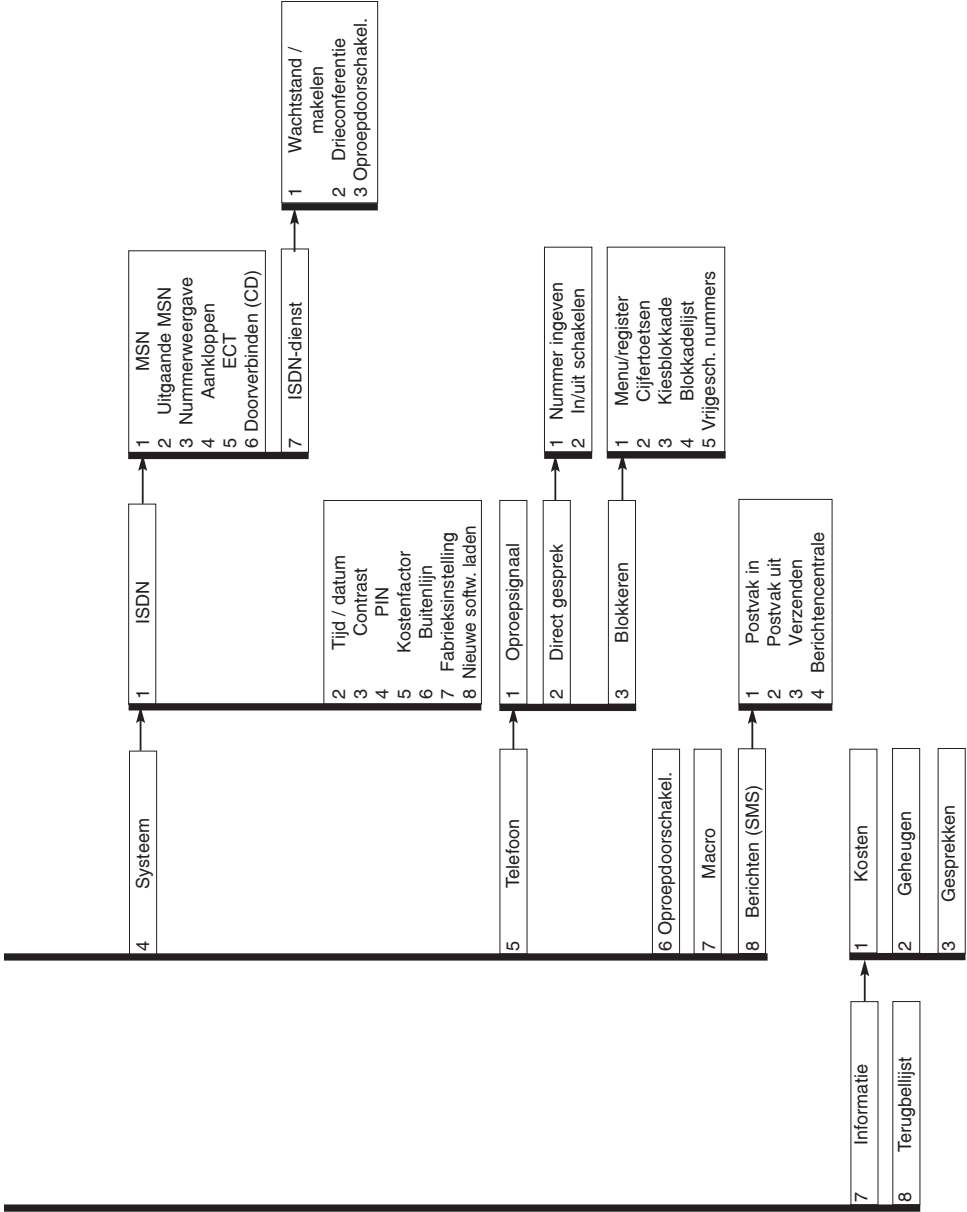 4 Systeem
1 ISDN
1 MSN
2 Uitgaande MSN
3 Nummerweergave
4 Aankloppen
5 ECT
6 Doorverbinden (CD)
7 ISDN-dienst
1 Wachtstand /
makelen
2 Drieconferentie
3 Oproepdoorschakel.
2 Tijd / datum
3 Contrast
4 PIN
5 Kostenfactor
6 Buitenlijn
7 Fabrieksinstelling
8 Nieuwe softw. laden
5 Telefoon
1 Oproepsignaal
2 Direct gesprek
1 Nummer ingeven
2 In/uit schakelen
3 Blokkeren
1 Menu/register
2 Cijfertoetsen
3 Kiesblokkade
4 Blokkadelijst
5 Vrijgesch. nummers
6 Oproepdoorschakel.
7 Macro
8 Berichten (SMS)
1 Postvak in
2 Postvak uit
3 Verzenden
4 Berichtencentrale
7 Informatie
1 Kosten
2 Geheugen
3 Gesprekken
8 Terugbellijst